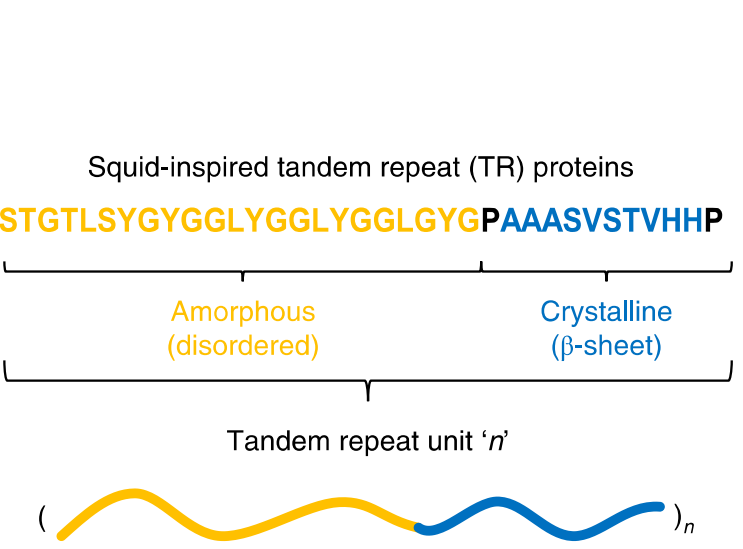 Squid-inspired tandem repeat (TR) proteins
STGTLSYGYGGLYGGLYGGLGYGPAAASVSTVHHP
Amorphous Crystalline
(disordered) (β-sheet)
Tandem repeat unit ‘n’
( )n